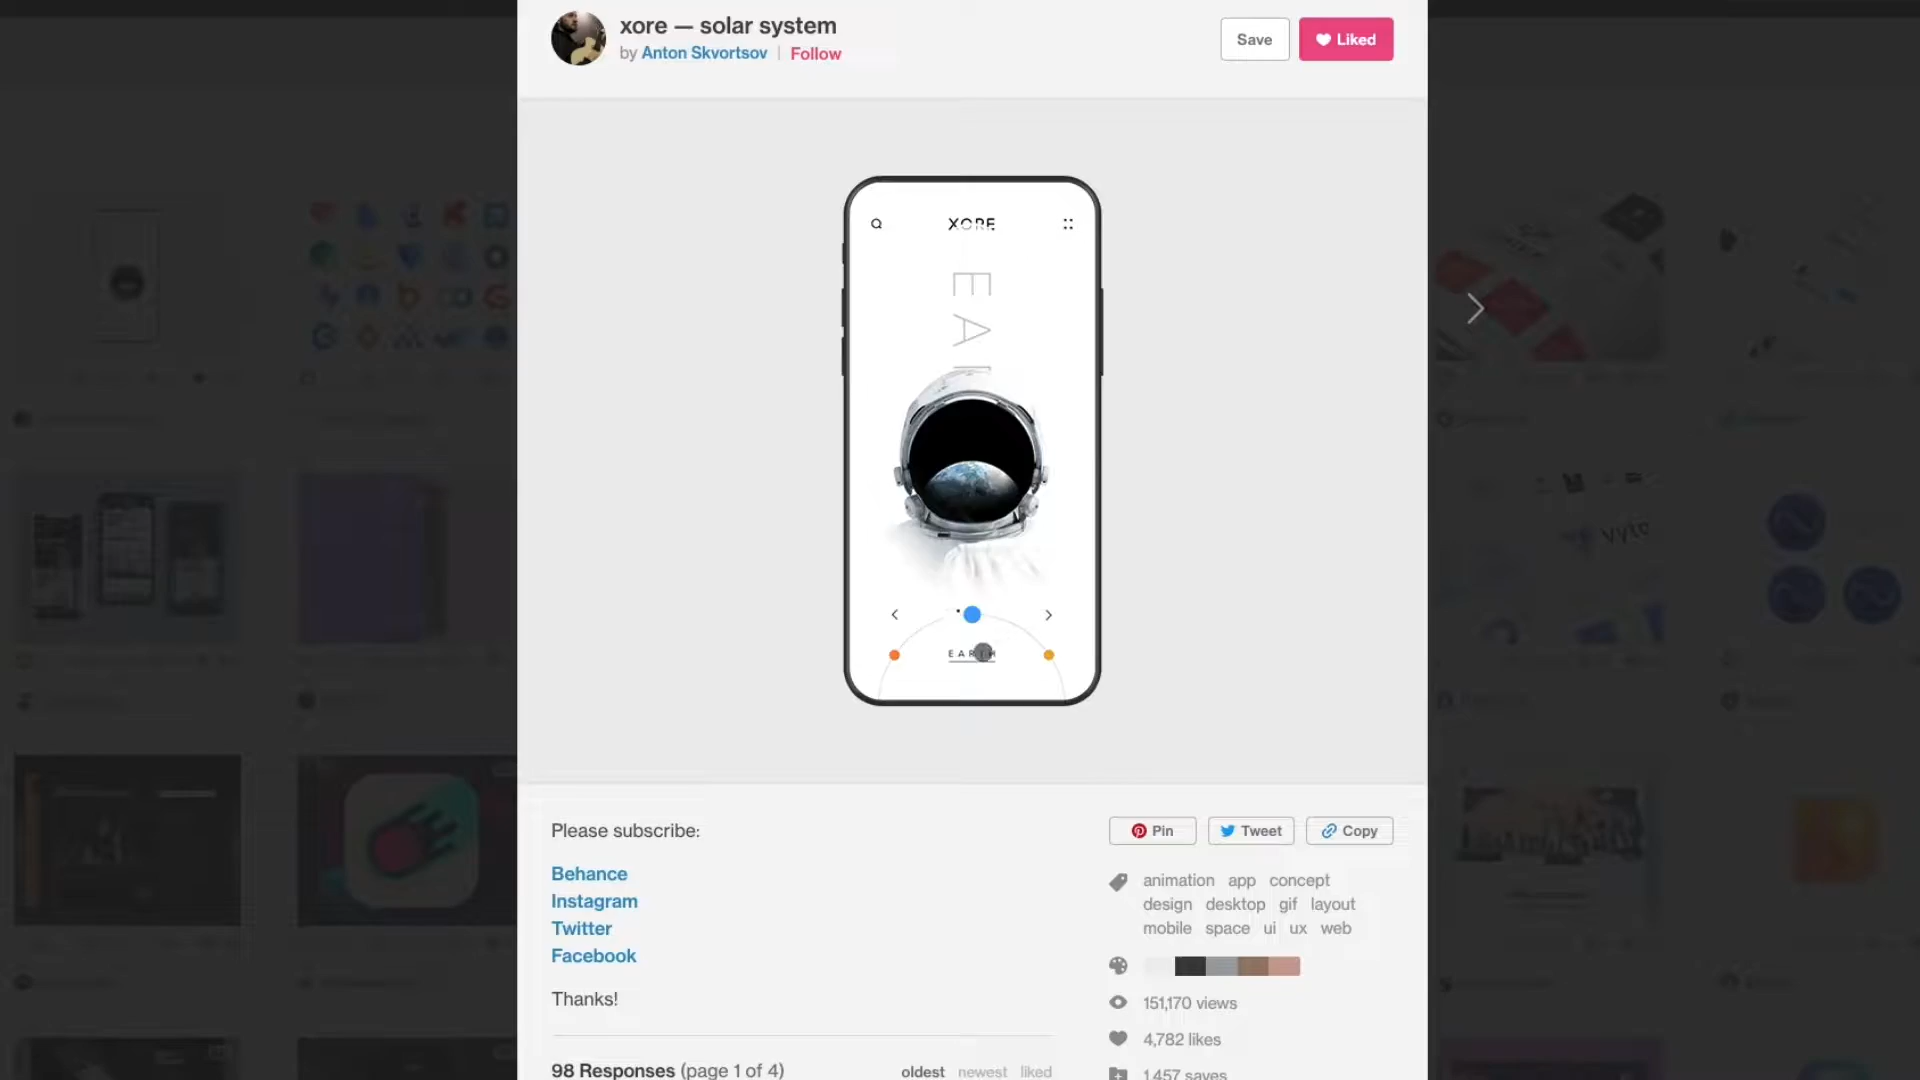 xore — solar system
by Anton Skvortsov | Follow
Save
Liked
XORE
E
A
EARTH
Please subscribe:
Behance
Instagram
Twitter
Facebook
Thanks!
98 Responses (page 1 of 4)
oldest newest liked
Pin
Tweet
Copy
animation app concept
design desktop gif layout
mobile space ui ux web
151,170 views
4,782 likes
1,457 saves